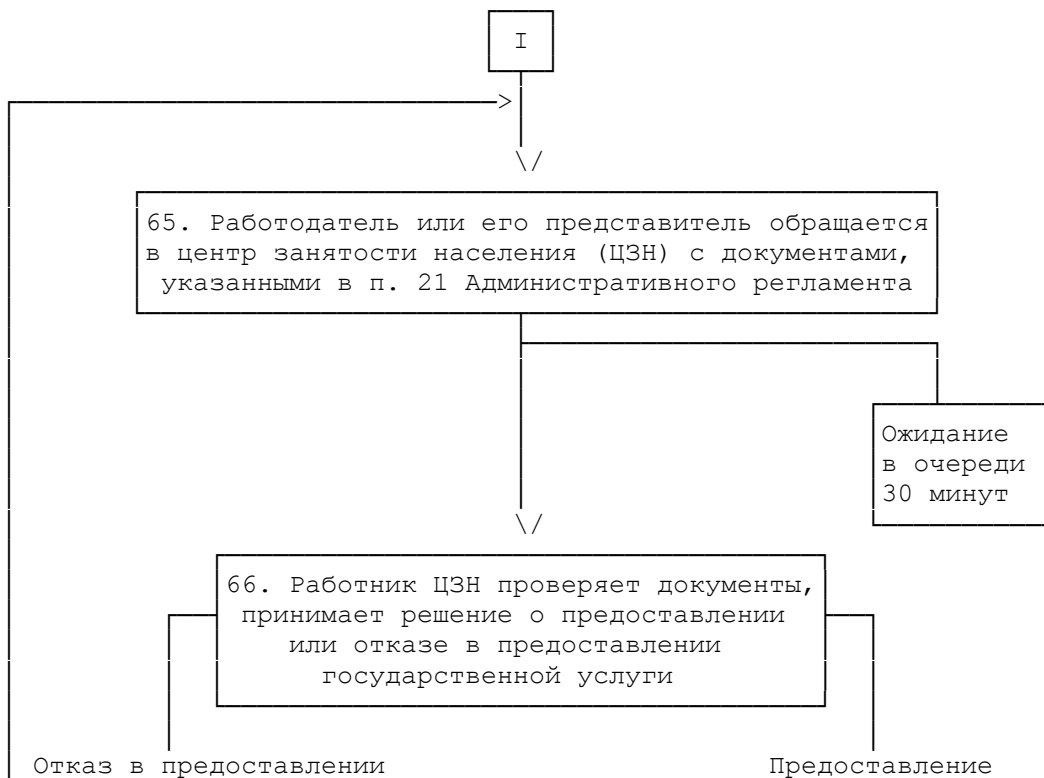 I
65. Работодатель или его представитель обращается
в центр занятости населения (ЦЗН) с документами,
указанными в п. 21 Административного регламента
Ожидание
в очереди
30 минут
66. Работник ЦЗН проверяет документы,
принимает решение о предоставлении
или отказе в предоставлении
государственной услуги
Отказ в предоставлении Предоставление